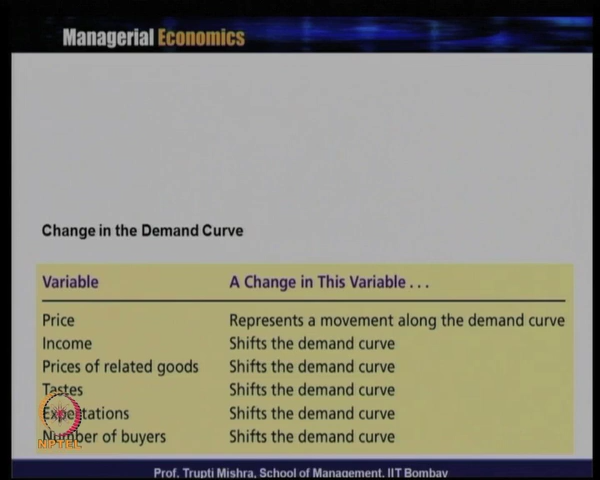 Managerial Economics
Change in the Demand Curve
Variable A Change in This Variable . . .
Price Represents a movement along the demand curve
Income Shifts the demand curve
Prices of related goods Shifts the demand curve
Tastes Shifts the demand curve
Expectations Shifts the demand curve
Number of buyers Shifts the demand curve
NPTEL
Prof. Trupti Mishra, School of Management, IIT Bombay